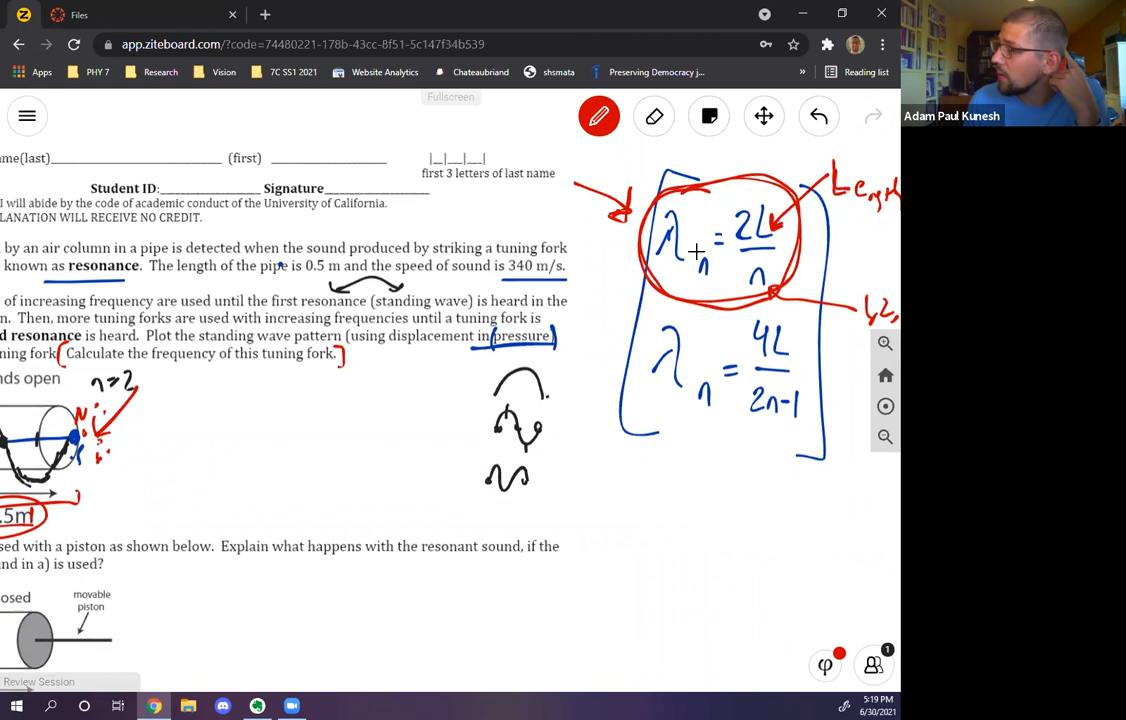 Files
app.ziteboard.com/?code=74480221-178b-43cc-8f51-5c147f34b539
Apps PHY 7 Research Vision 7C SS1 2021 Website Analytics Chateaubriand shsmata Preserving Democracy j... » Reading list
Fullscreen
Adam Paul Kunesh
ame(last) (first) |_|_|_|
first 3 letters of last name
Student ID: Signature
I will abide by the code of academic conduct of the University of California.
LANATION WILL RECEIVE NO CREDIT.
by an air column in a pipe is detected when the sound produced by striking a tuning fork
known as resonance. The length of the pipe is 0.5 m and the speed of sound is 340 m/s.
of increasing frequency are used until the first resonance (standing wave) is heard in the
n. Then, more tuning forks are used with increasing frequencies until a tuning fork is
d resonance is heard. Plot the standing wave pattern (using displacement in pressure)
ning fork. [Calculate the frequency of this tuning fork.]
nds open
n=2
.5m
λn = 2L/n
Length
1,2,
λn = 4L/2n-1
sed with a piston as shown below. Explain what happens with the resonant sound, if the
nd in a) is used?
osed
movable
piston
Review Session
1
5:19 PM
6/30/2021